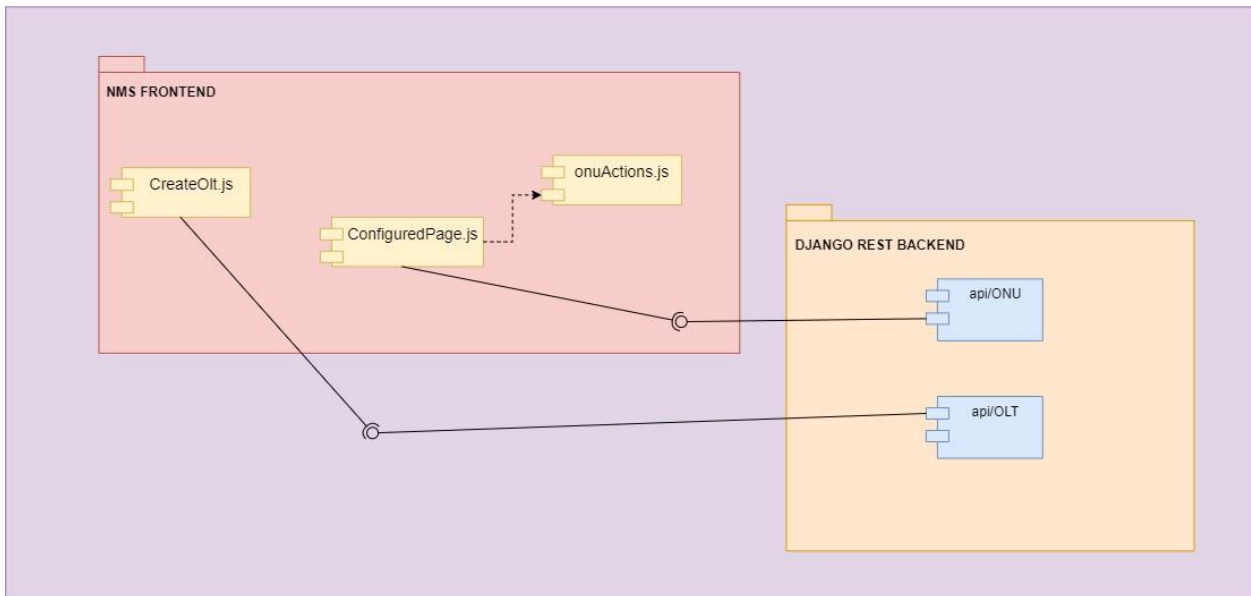 NMS FRONTEND
CreateOlt.js
onuActions.js
ConfiguredPage.js
DJANGO REST BACKEND
api/ONU
api/OLT